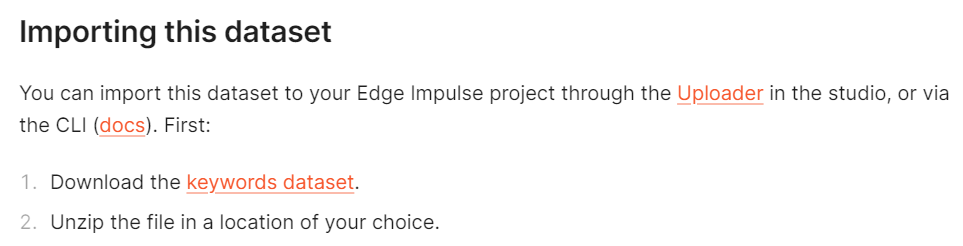 Importing this dataset
You can import this dataset to your Edge Impulse project through the Uploader in the studio, or via
the CLI (docs). First:
1. Download the keywords dataset.
2. Unzip the file in a location of your choice.